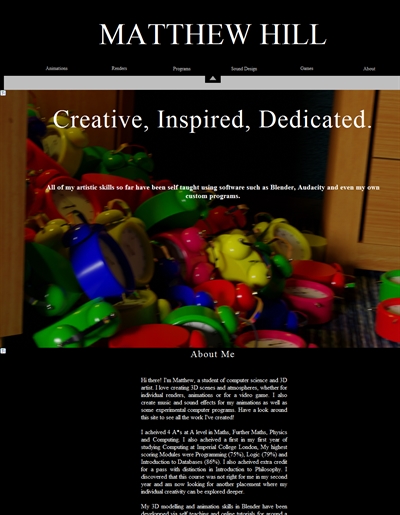 MATTHEW HILL
Animations Renders Programs Sound Design Games About
Creative, Inspired, Dedicated.
All of my artistic skills so far have been self taught using software such as Blender, Audacity and even my own
custom programs.
About Me
Hi there! I'm Matthew, a student of computer science and 3D
artist. I love creating 3D scenes and atmospheres, whether for
individual renders, animations or for a video game. I also
create music and sound effects for my animations as well as
some experimental computer programs. Have a look around
this site to see all the work I've created!
I acheived 4 A*s at A level in Maths, Further Maths, Physics
and Computing. I also acheived a first in my first year of
studying Computing at Imperial College London, My highest
scoring Modules were Programming (75%), Logic (79%) and
Introduction to Databases (86%). I also acheived extra credit
for a pass with distinction in Introduction to Philosophy. I
discovered that this course was not right for me in my second
year and am now looking for another placement where my
individual creativity can be explored deeper.
My 3D modelling and animation skills in Blender have been
developed via self teaching and online tutorials for around a